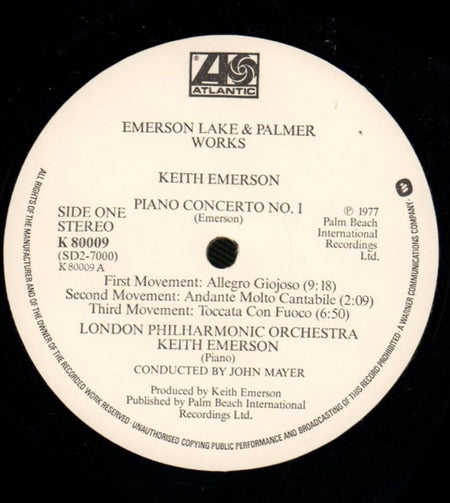 ATLANTIC
EMERSON LAKE & PALMER
WORKS
KEITH EMERSON
PIANO CONCERTO NO. 1
(Emerson)
SIDE ONE
STEREO
K 80009
(SD2-7000)
K 80009 A
℗ 1977
Palm Beach
International
Recordings
Ltd.
First Movement: Allegro Giojoso (9:18)
Second Movement: Andante Molto Cantabile (2:09)
Third Movement: Toccata Con Fuoco (6:50)
LONDON PHILHARMONIC ORCHESTRA
KEITH EMERSON
(Piano)
CONDUCTED BY JOHN MAYER
Produced by Keith Emerson
Published by Palm Beach International
Recordings Ltd.
ALL RIGHTS OF THE MANUFACTURER AND OF THE OWNER OF THE RECORDED WORK RESERVED · UNAUTHORISED COPYING PUBLIC PERFORMANCE AND BROADCASTING OF THIS RECORD PROHIBITED · A WARNER COMMUNICATIONS COMPANY ·